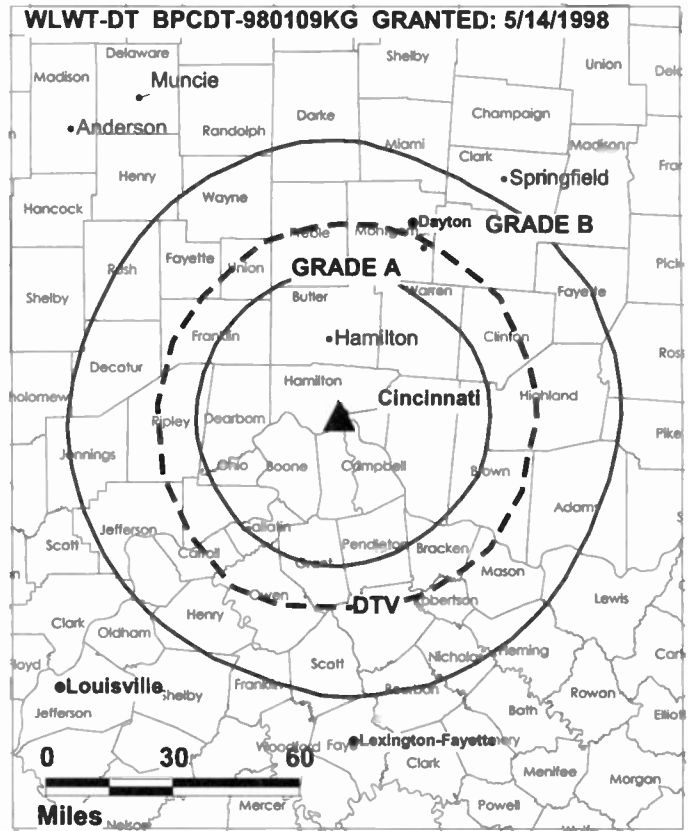 WLWT-DT BPCDT-980109KG GRANTED: 5/14/1998
Delaware
Shelby
Union
Madison
Muncie
Champaign
Darke
Anderson
Randolph
Miami
Madison
Clark
Henry
Springfield
Wayne
Hancock
Dayton
GRADE B
Preble
Fayette
Union
GRADE A
Rush
Warren
Fayette
Shelby
Butler
Franklin
Hamilton
Clinton
Decatur
Hamilton
Cincinnati
Highland
Ripley
Dearborn
Pike
Jennings
Ohio
Boone
Campbell
Brown
Adams
Jefferson
Gallatin
Scott
Carroll
Pendleton
Bracken
Grant
Mason
Owen
DTV
Robertson
Lewis
Henry
Clark
Oldham
Scott
Nicholas
Fleming
Louisville
Shelby
Franklin
Bourbon
Rowan
Jefferson
Bath
Woodford
Lexington-Fayette
0 30 60
Clark
Menifee
Morgan
Mercer
Powell
Miles
Nelson